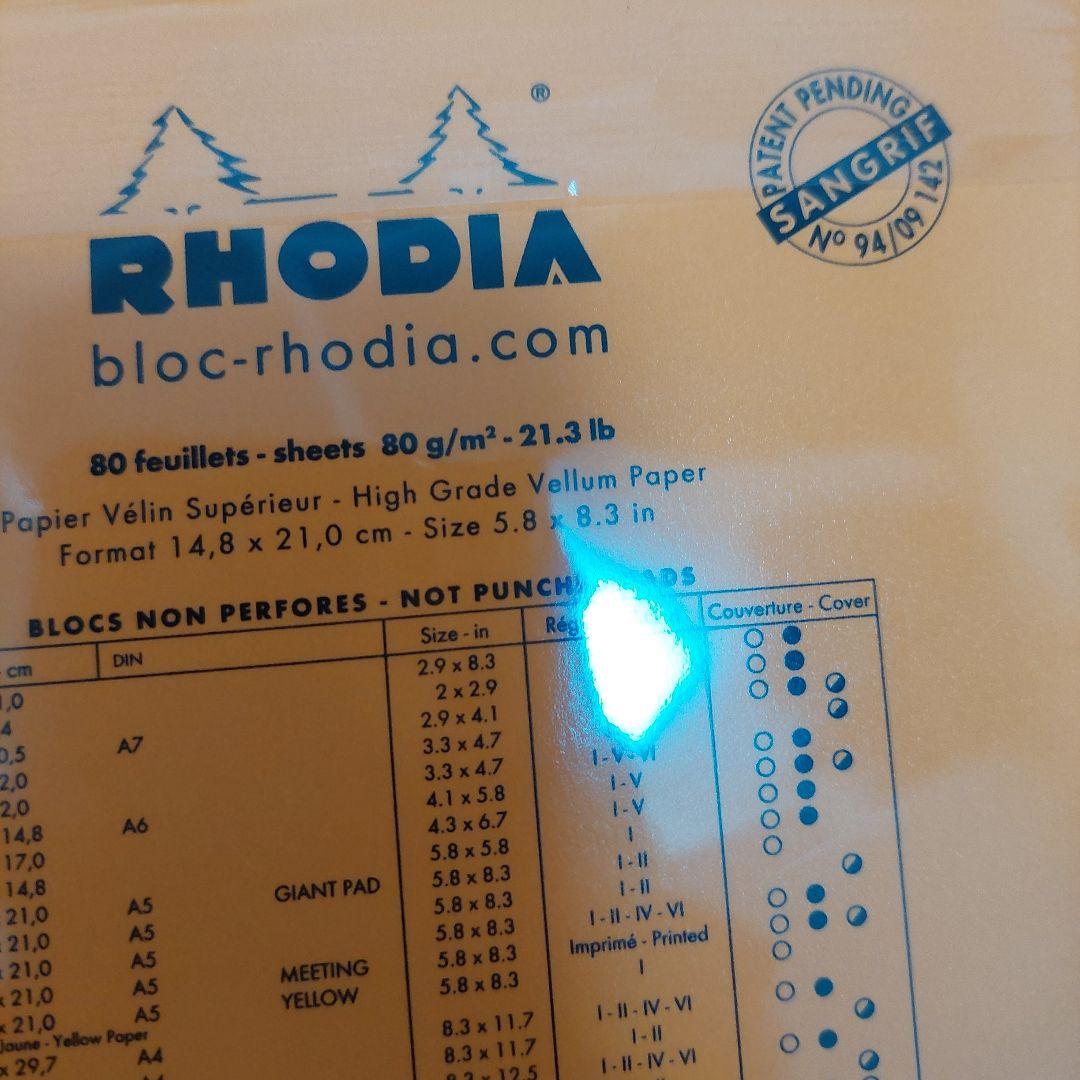 ®
PATENT PENDING
SANGRIF
Nº 94/09 142
RHODIA
bloc-rhodia.com
80 feuillets - sheets 80 g/m² - 21.3 lb
Papier Vélin Supérieur - High Grade Vellum Paper
Format 14,8 x 21,0 cm - Size 5.8 x 8.3 in
BLOCS NON PERFORES - NOT
cm DIN Size - in Couverture - Cover
2.9 x 8.3
2 x 2.9
2.9 x 4.1
A7 3.3 x 4.7
3.3 x 4.7 I-V
4.1 x 5.8 I-V
14,8 A6 4.3 x 6.7 I
17,0 5.8 x 5.8 I-II
14,8 GIANT PAD 5.8 x 8.3 I-II
21,0 A5 5.8 x 8.3 I-II-IV-VI
21,0 A5 5.8 x 8.3 Imprimé - Printed
x 21,0 A5 MEETING 5.8 x 8.3 I
x 21,0 A5 YELLOW 5.8 x 8.3
x 21,0 A5 I-II-IV-VI
Jaune - Yellow Paper 8.3 x 11.7 I-II
x 29,7 A4 8.3 x 11.7 I-II-IV-VI